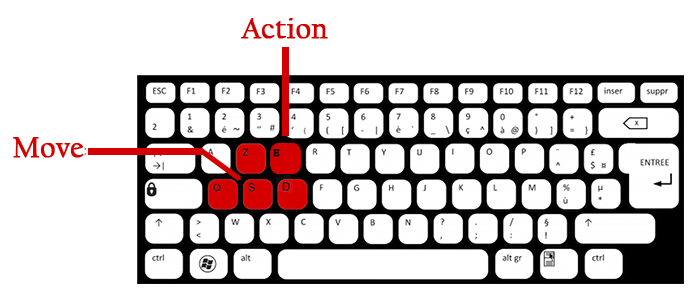 Action
Move
ESC F1 F2 F3 F4 F5 F6 F7 F8 F9 F10 F11 F12 inser suppr
1 2 3 4 5 6 7 8 9 0 ° +
2 & é ~ " # ' ( ( [ - | è ` _ \ ç ^ à @ ) ] = }
A Z B R T Y U I O P ¨ £ ENTREE
^ $ ¤
Q S D F G H J K L M % µ
ù *
> W X C V B N ? . / §
< , ; : !
ctrl alt alt gr ctrl